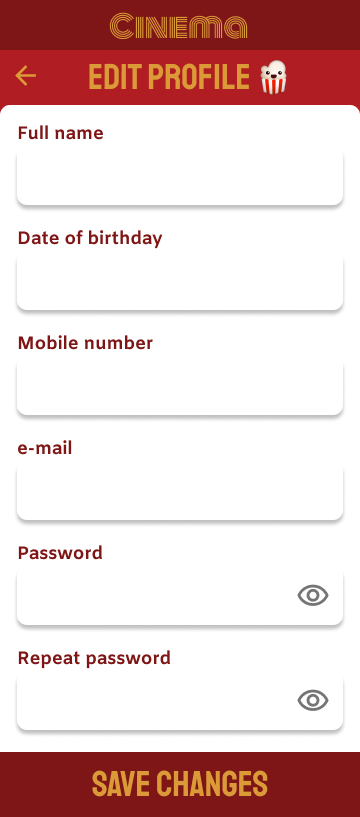 Cinema
EDIT PROFILE
Full name
Date of birthday
Mobile number
e-mail
Password
Repeat password
SAVE CHANGES